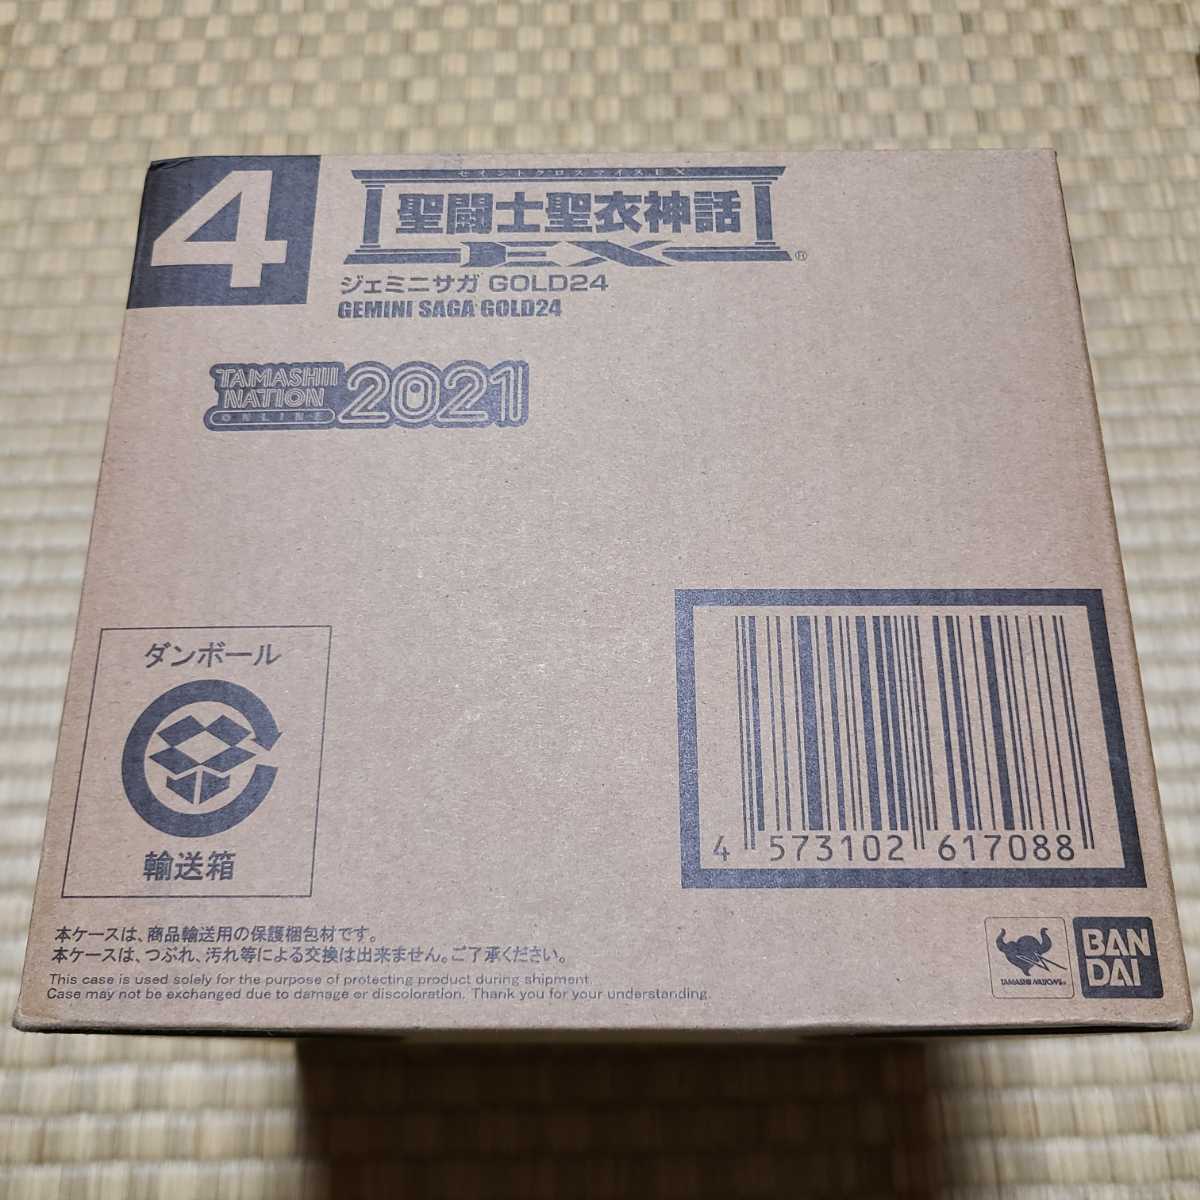 4
セイントクロスマイスEX
聖闘士聖衣神話
EX®
ジェミニサガ GOLD24
GEMINI SAGA GOLD24
TAMASHII
NATION
ONLINE
2021
ダンボール
輸送箱
4 573102 617088
本ケースは、商品輸送用の保護梱包材です。
本ケースは、つぶれ、汚れ等による交換は出来ません。ご了承ください。
This case is used solely for the purpose of protecting product during shipment.
Case may not be exchanged due to damage or discoloration. Thank you for your understanding.
TAMASHII NATIONS
BAN
DAI